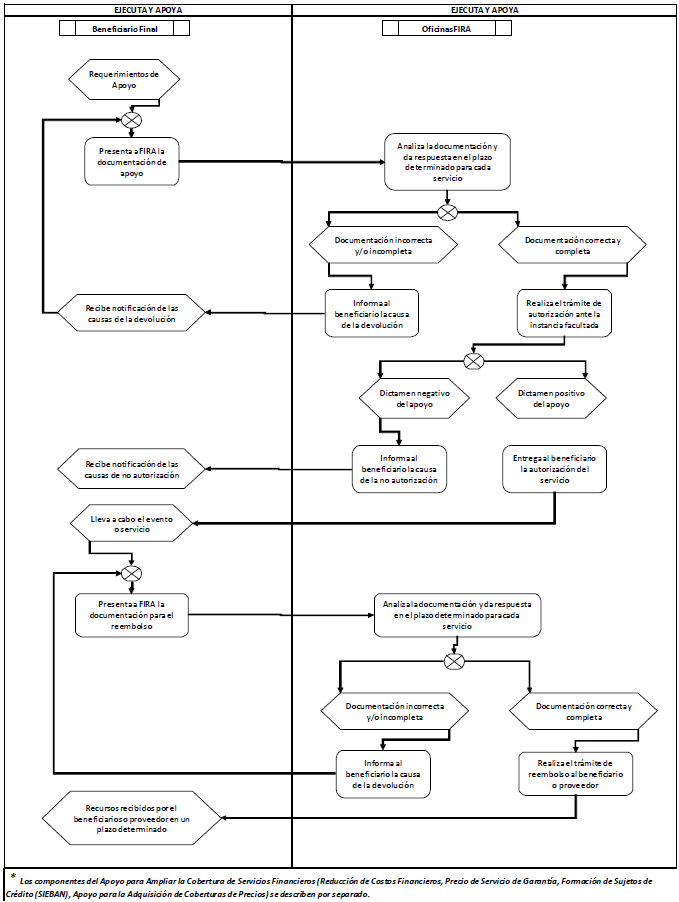 EJECUTA Y APOYA
EJECUTA Y APOYA
Beneficiario Final
Oficinas FIRA
Requerimientos de
Apoyo
Presenta a FIRA la
documentación de
apoyo
Analiza la documentación y
da respuesta en el plazo
determinado para cada
servicio
Documentación incorrecta
y/o incompleta
Documentación correcta y
completa
Recibe notificación de las
causas de la devolución
Informa al
beneficiario la causa
de la devolución
Realiza el trámite de
autorización ante la
instancia facultada
Dictamen negativo
del apoyo
Dictamen positivo
del apoyo
Recibe notificación de las
causas de no autorización
Informa al
beneficiario la causa
de la no autorización
Entrega al beneficiario
la autorización del
servicio
Lleva a cabo el evento
o servicio
Presenta a FIRA la
documentación para el
reembolso
Analiza la documentación y da respuesta
en el plazo determinado para cada
servicio
Documentación incorrecta
y/o incompleta
Documentación correcta y
completa
Informa al
beneficiario la causa
de la devolución
Realiza el trámite de
reembolso al beneficiario
o proveedor
Recursos recibidos por el
beneficiario o proveedor en un
plazo determinado
* Los componentes del Apoyo para Ampliar la Cobertura de Servicios Financieros (Reducción de Costos Financieros, Precio de Servicio de Garantía, Formación de Sujetos de
Crédito (SIEBAN), Apoyo para la Adquisición de Coberturas de Precios) se describen por separado.